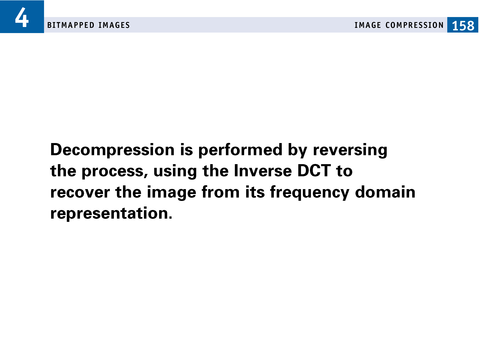 4
BITMAPPED IMAGES
IMAGE COMPRESSION 158
Decompression is performed by reversing
the process, using the Inverse DCT to
recover the image from its frequency domain
representation.